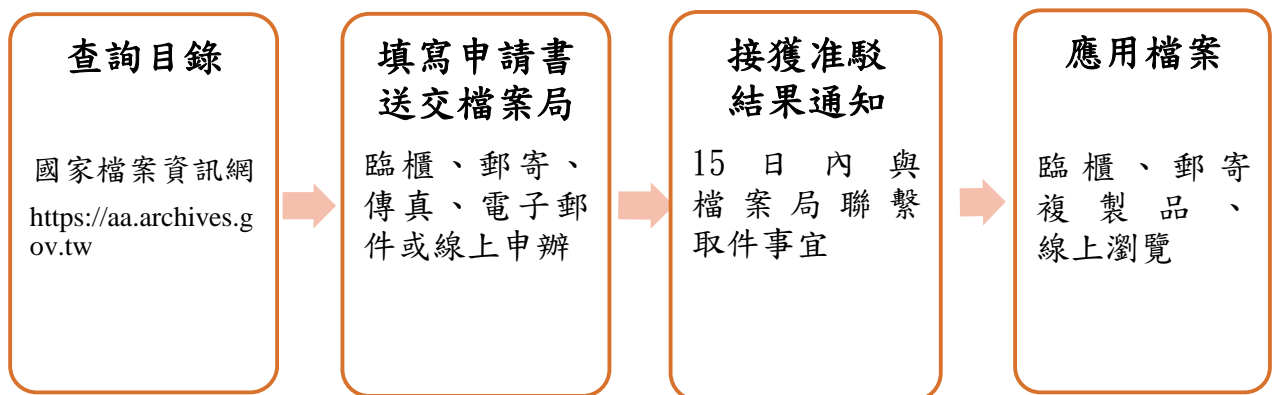 查詢目錄
國家檔案資訊網
https://aa.archives.g
ov.tw
填寫申請書
送交檔案局
臨櫃、郵寄、
傳真、電子郵
件或線上申辦
接獲准駁
結果通知
15 日內與
檔案局聯繫
取件事宜
應用檔案
臨櫃、郵寄
複製品、
線上瀏覽